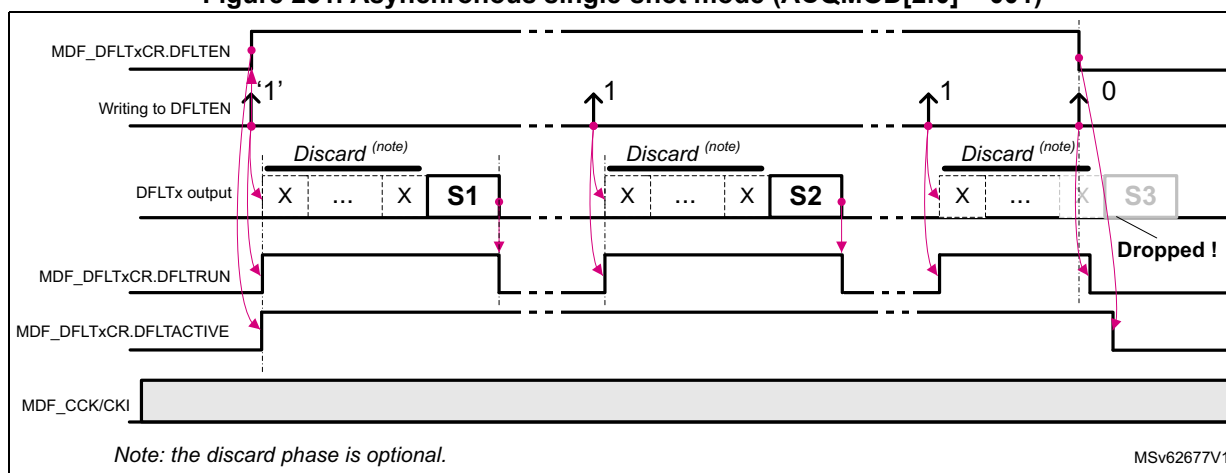 Figure 251. Asynchronous single-shot mode (ACQMOD[2:0] = 001)
MDF_DFLTxCR.DFLTEN
Writing to DFLTEN
‘1’ 1 1 0
Discard (note) Discard (note) Discard (note)
DFLTx output
X ... X S1 X ... X S2 X ... X S3
Dropped !
MDF_DFLTxCR.DFLTRUN
MDF_DFLTxCR.DFLTACTIVE
MDF_CCK/CKI
Note: the discard phase is optional.
MSv62677V1